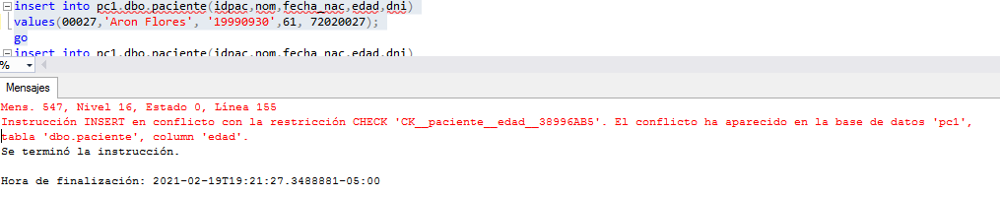 insert into pc1.dbo.paciente(idpac,nom,fecha_nac,edad,dni)
values(00027,'Aron Flores', '19990930',61, 72020027);
go
insert into pc1.dbo.paciente(idpac,nom,fecha_nac,edad,dni)
%
Mensajes
Mens. 547, Nivel 16, Estado 0, Línea 155
Instrucción INSERT en conflicto con la restricción CHECK 'CK__paciente__edad__38996AB5'. El conflicto ha aparecido en la base de datos 'pc1',
tabla 'dbo.paciente', column 'edad'.
Se terminó la instrucción.
Hora de finalización: 2021-02-19T19:21:27.3488881-05:00